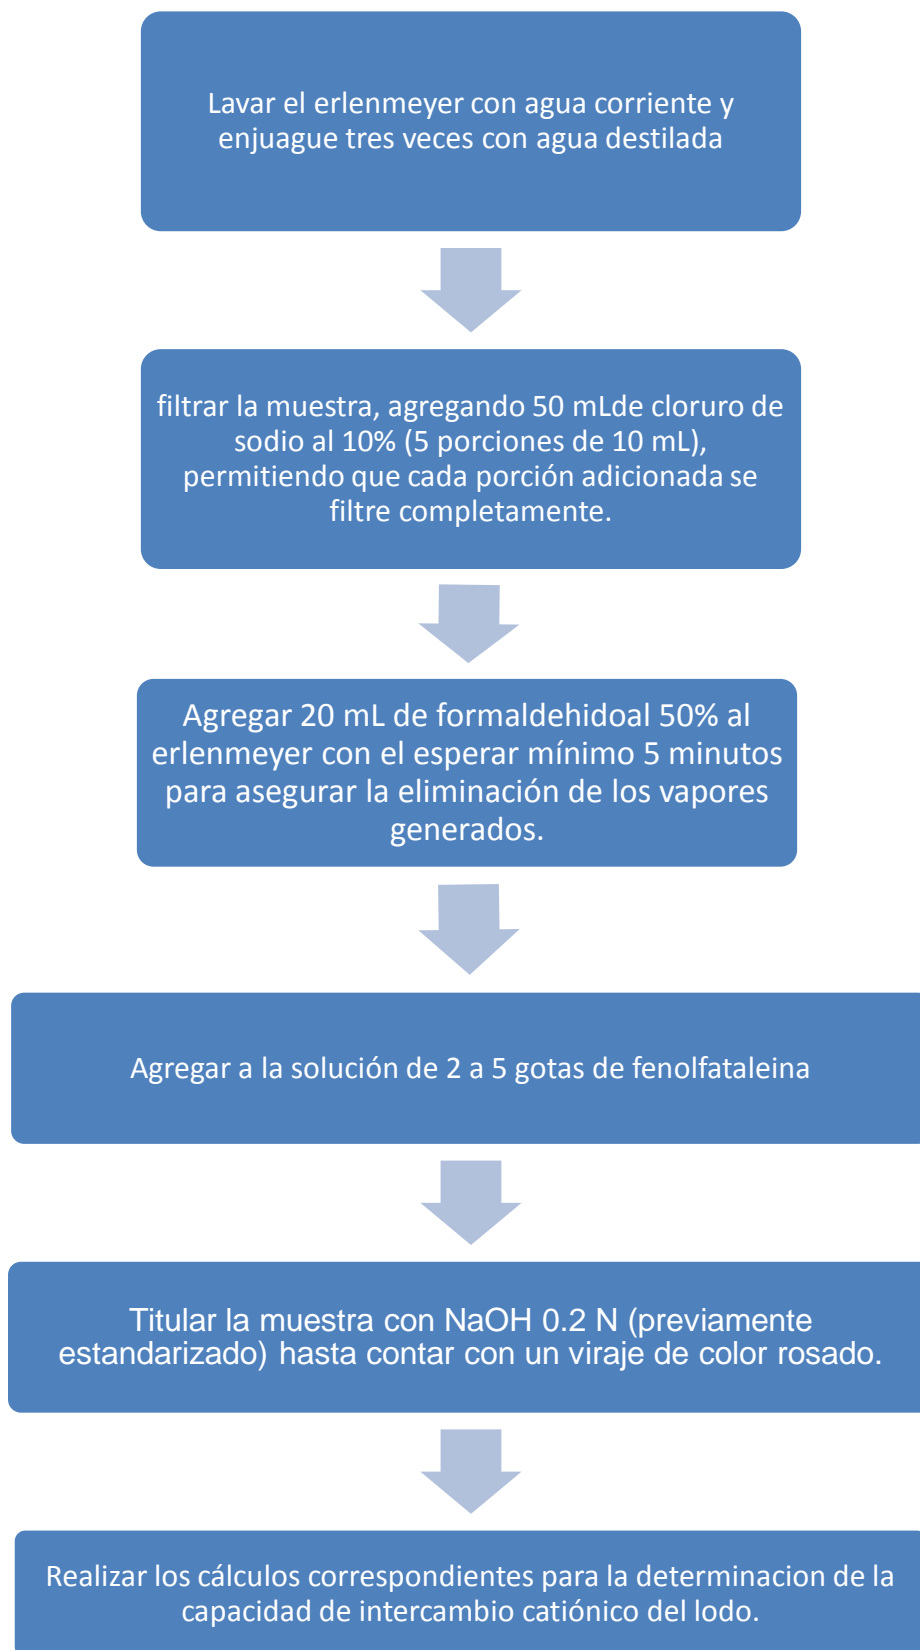 Lavar el erlenmeyer con agua corriente y
enjuague tres veces con agua destilada
filtrar la muestra, agregando 50 mLde cloruro de
sodio al 10% (5 porciones de 10 mL),
permitiendo que cada porción adicionada se
filtre completamente.
Agregar 20 mL de formaldehidoal 50% al
erlenmeyer con el esperar mínimo 5 minutos
para asegurar la eliminación de los vapores
generados.
Agregar a la solución de 2 a 5 gotas de fenolfataleina
Titular la muestra con NaOH 0.2 N (previamente
estandarizado) hasta contar con un viraje de color rosado.
Realizar los cálculos correspondientes para la determinacion de la
capacidad de intercambio catiónico del lodo.